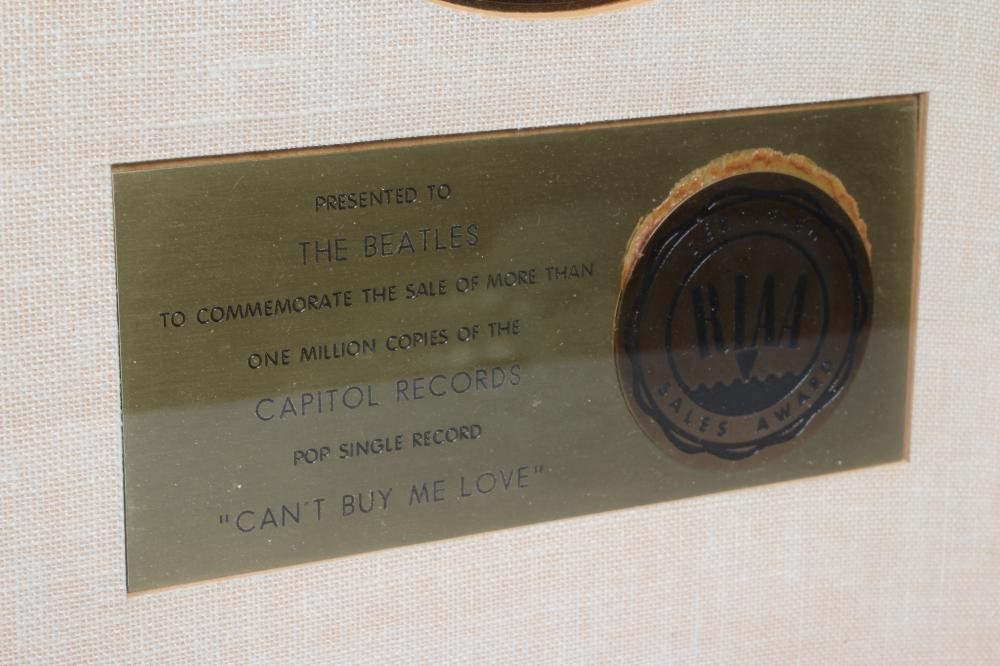 PRESENTED TO
THE BEATLES
TO COMMEMORATE THE SALE OF MORE THAN
ONE MILLION COPIES OF THE
CAPITOL RECORDS
POP SINGLE RECORD
"CAN'T BUY ME LOVE"
CERTIFIED
RIAA
SALES AWARD